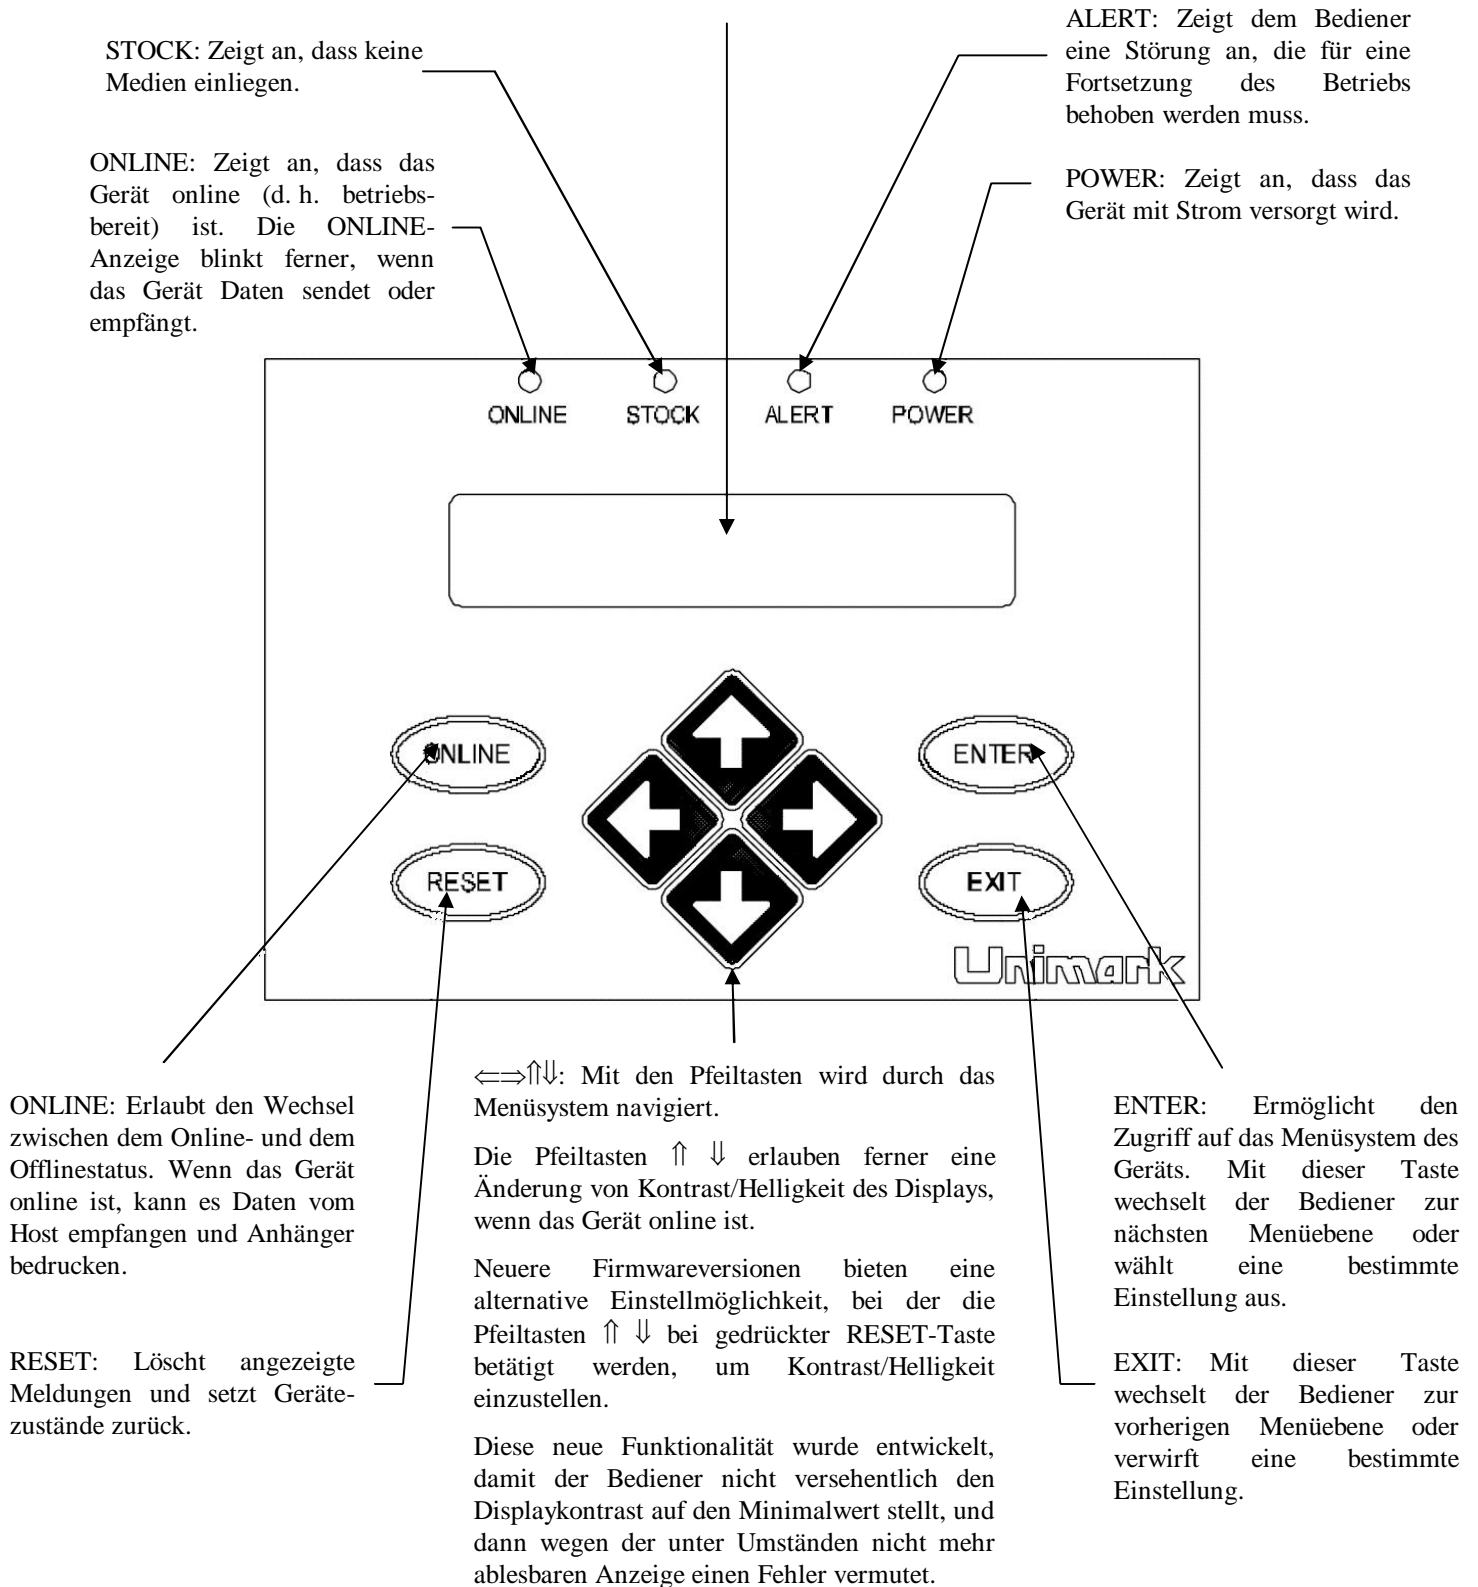 STOCK: Zeigt an, dass keine
Medien einliegen.
ALERT: Zeigt dem Bediener
eine Störung an, die für eine
Fortsetzung des Betriebs
behoben werden muss.
ONLINE: Zeigt an, dass das
Gerät online (d. h. betriebs-
bereit) ist. Die ONLINE-
Anzeige blinkt ferner, wenn
das Gerät Daten sendet oder
empfängt.
POWER: Zeigt an, dass das
Gerät mit Strom versorgt wird.
ONLINE
STOCK
ALERT
POWER
ONLINE
ENTER
RESET
EXIT
Unimark
ONLINE: Erlaubt den Wechsel
zwischen dem Online- und dem
Offlinestatus. Wenn das Gerät
online ist, kann es Daten vom
Host empfangen und Anhänger
bedrucken.
RESET: Löscht angezeigte
Meldungen und setzt Geräte-
zustände zurück.
⇐⇒⇑⇓: Mit den Pfeiltasten wird durch das
Menüsystem navigiert.
Die Pfeiltasten ⇑ ⇓ erlauben ferner eine
Änderung von Kontrast/Helligkeit des Displays,
wenn das Gerät online ist.
Neuere Firmwareversionen bieten eine
alternative Einstellmöglichkeit, bei der die
Pfeiltasten ⇑ ⇓ bei gedrückter RESET-Taste
betätigt werden, um Kontrast/Helligkeit
einzustellen.
Diese neue Funktionalität wurde entwickelt,
damit der Bediener nicht versehentlich den
Displaykontrast auf den Minimalwert stellt, und
dann wegen der unter Umständen nicht mehr
ablesbaren Anzeige einen Fehler vermutet.
ENTER: Ermöglicht den
Zugriff auf das Menüsystem des
Geräts. Mit dieser Taste
wechselt der Bediener zur
nächsten Menüebene oder
wählt eine bestimmte
Einstellung aus.
EXIT: Mit dieser Taste
wechselt der Bediener zur
vorherigen Menüebene oder
verwirft eine bestimmte
Einstellung.